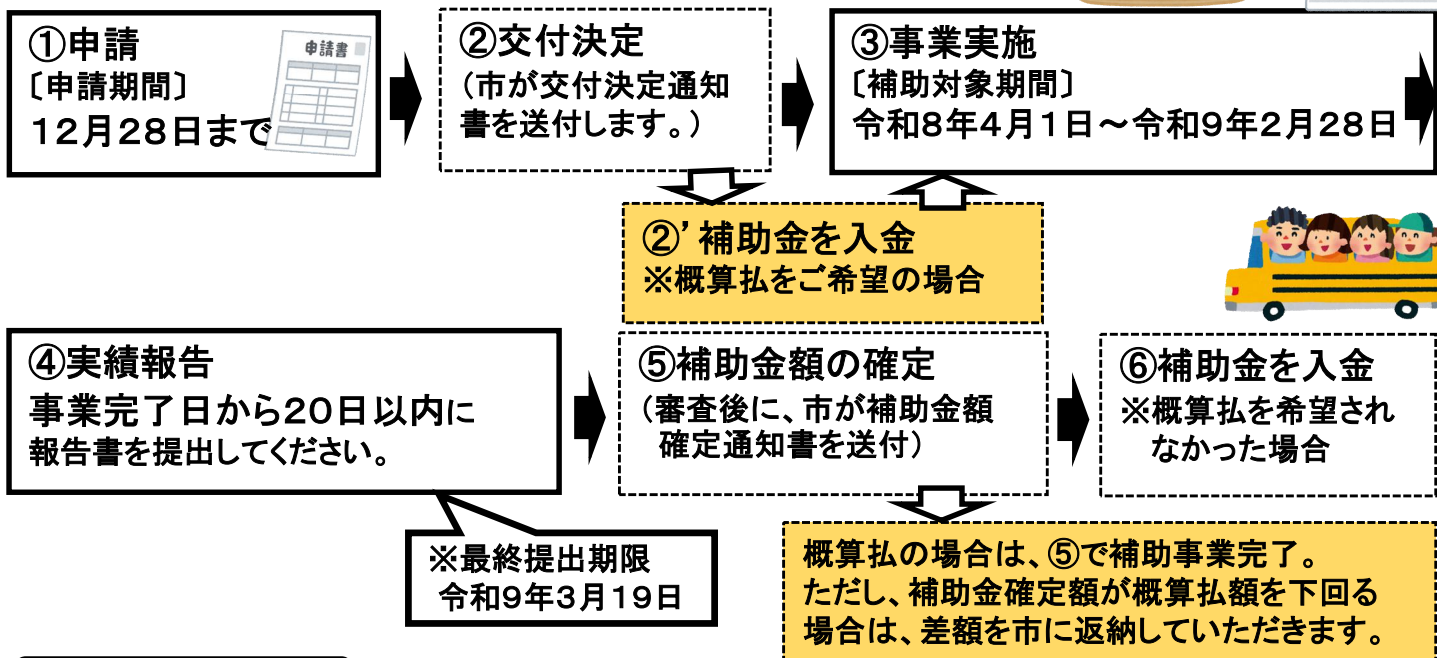 ①申請
〔申請期間〕
12月28日まで
申請書
②交付決定
(市が交付決定通知
書を送付します。)
③事業実施
〔補助対象期間〕
令和8年4月1日～令和9年2月28日
②’補助金を入金
※概算払をご希望の場合
④実績報告
事業完了日から20日以内に
報告書を提出してください。
※最終提出期限
令和9年3月19日
⑤補助金額の確定
(審査後に、市が補助金額
確定通知書を送付)
⑥補助金を入金
※概算払を希望され
なかった場合
概算払の場合は、⑤で補助事業完了。
ただし、補助金確定額が概算払額を下回る
場合は、差額を市に返納していただきます。